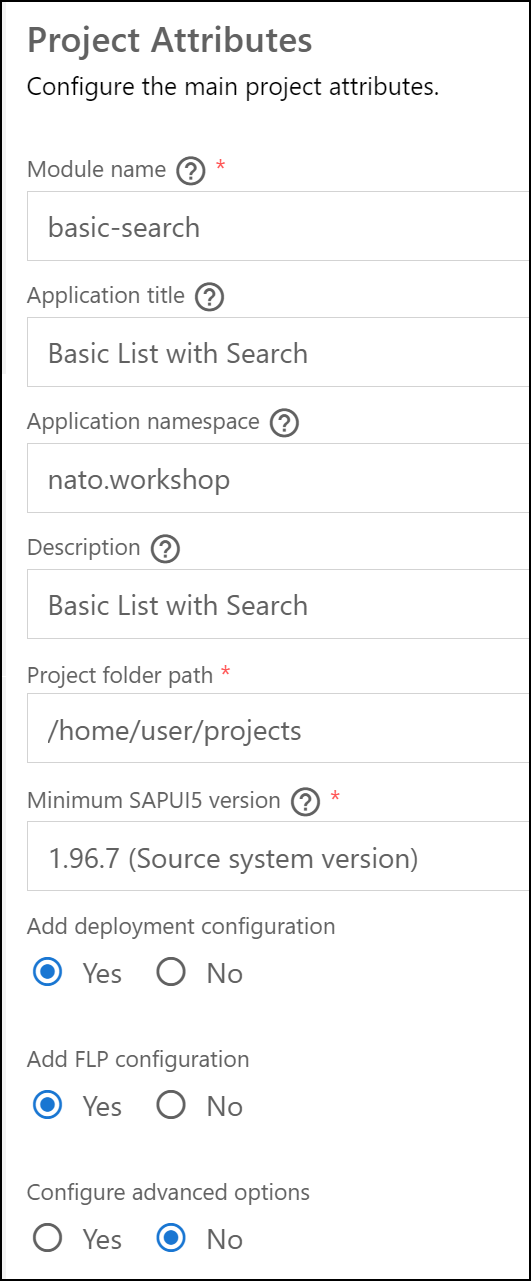 Project Attributes
Configure the main project attributes.
Module name ? *
basic-search
Application title ?
Basic List with Search
Application namespace ?
nato.workshop
Description ?
Basic List with Search
Project folder path *
/home/user/projects
Minimum SAPUI5 version ? *
1.96.7 (Source system version)
Add deployment configuration
Yes No
Add FLP configuration
Yes No
Configure advanced options
Yes No